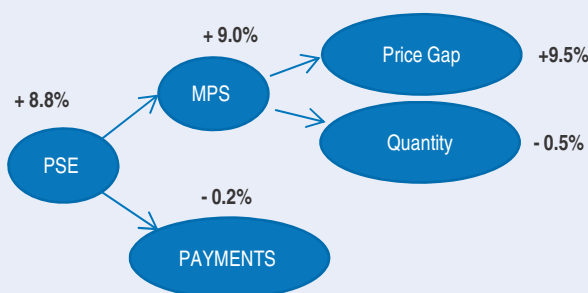 + 9.0%
Price Gap
+9.5%
MPS
+ 8.8%
Quantity
- 0.5%
PSE
- 0.2%
PAYMENTS